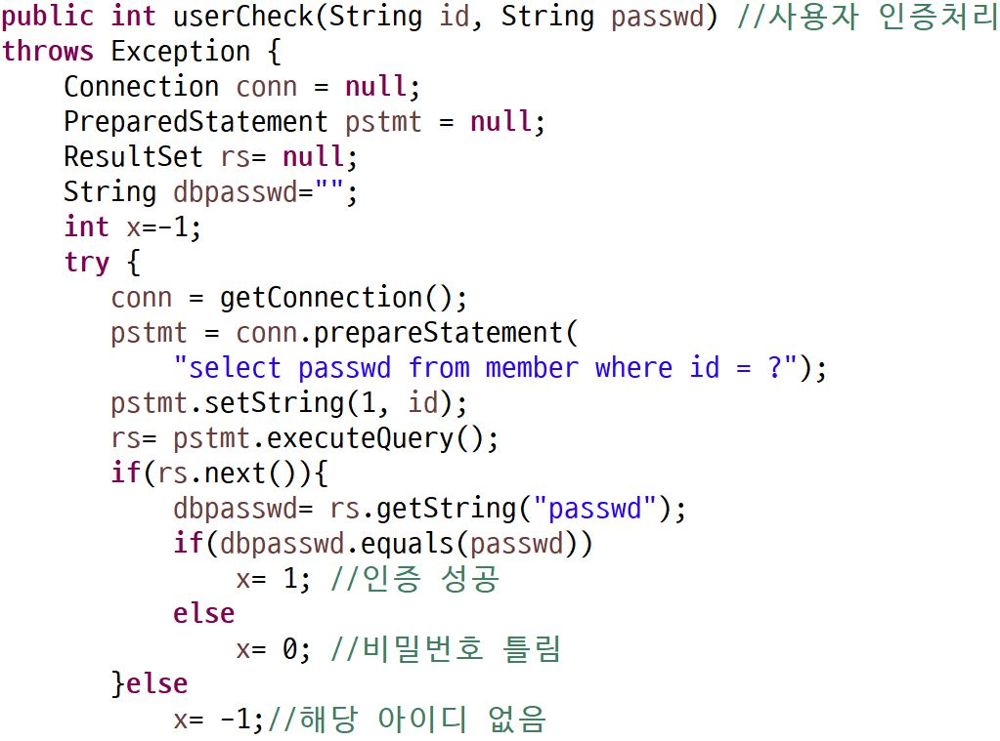 public int userCheck(String id, String passwd) //사용자 인증처리
throws Exception {
    Connection conn = null;
    PreparedStatement pstmt = null;
    ResultSet rs= null;
    String dbpasswd="";
    int x=-1;
    try {
       conn = getConnection();
       pstmt = conn.prepareStatement(
           "select passwd from member where id = ?");
       pstmt.setString(1, id);
       rs= pstmt.executeQuery();
       if(rs.next()){
           dbpasswd= rs.getString("passwd");
           if(dbpasswd.equals(passwd))
               x= 1; //인증 성공
           else
               x= 0; //비밀번호 틀림
       }else
           x= -1;//해당 아이디 없음